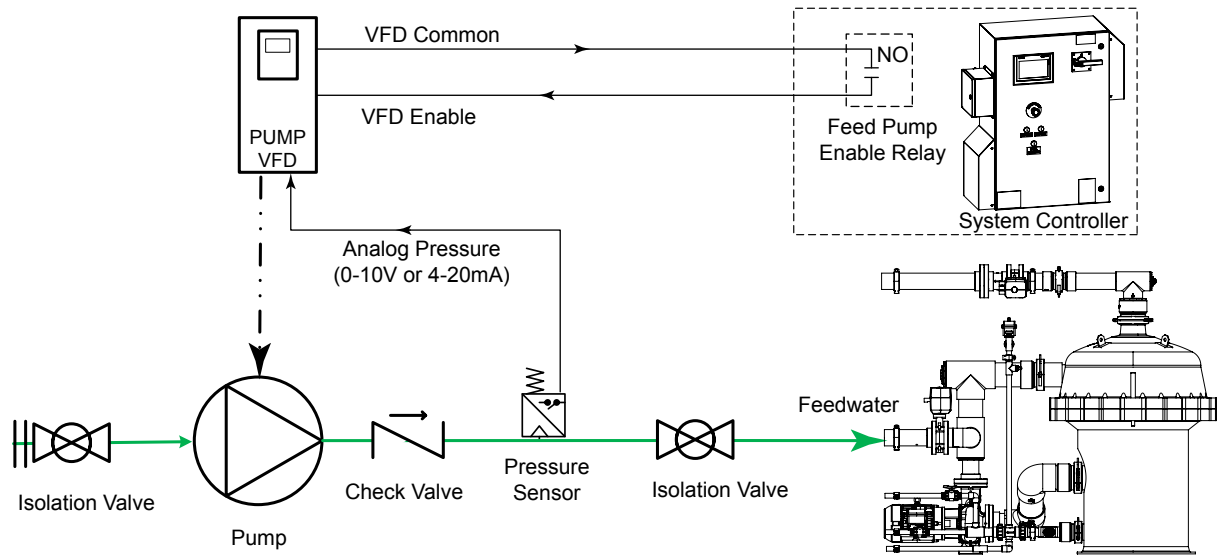 VFD Common
NO
VFD Enable
PUMP
VFD
Feed Pump
Enable Relay
System Controller
Analog Pressure
(0-10V or 4-20mA)
Feedwater
Isolation Valve
Pump
Check Valve
Pressure
Sensor
Isolation Valve